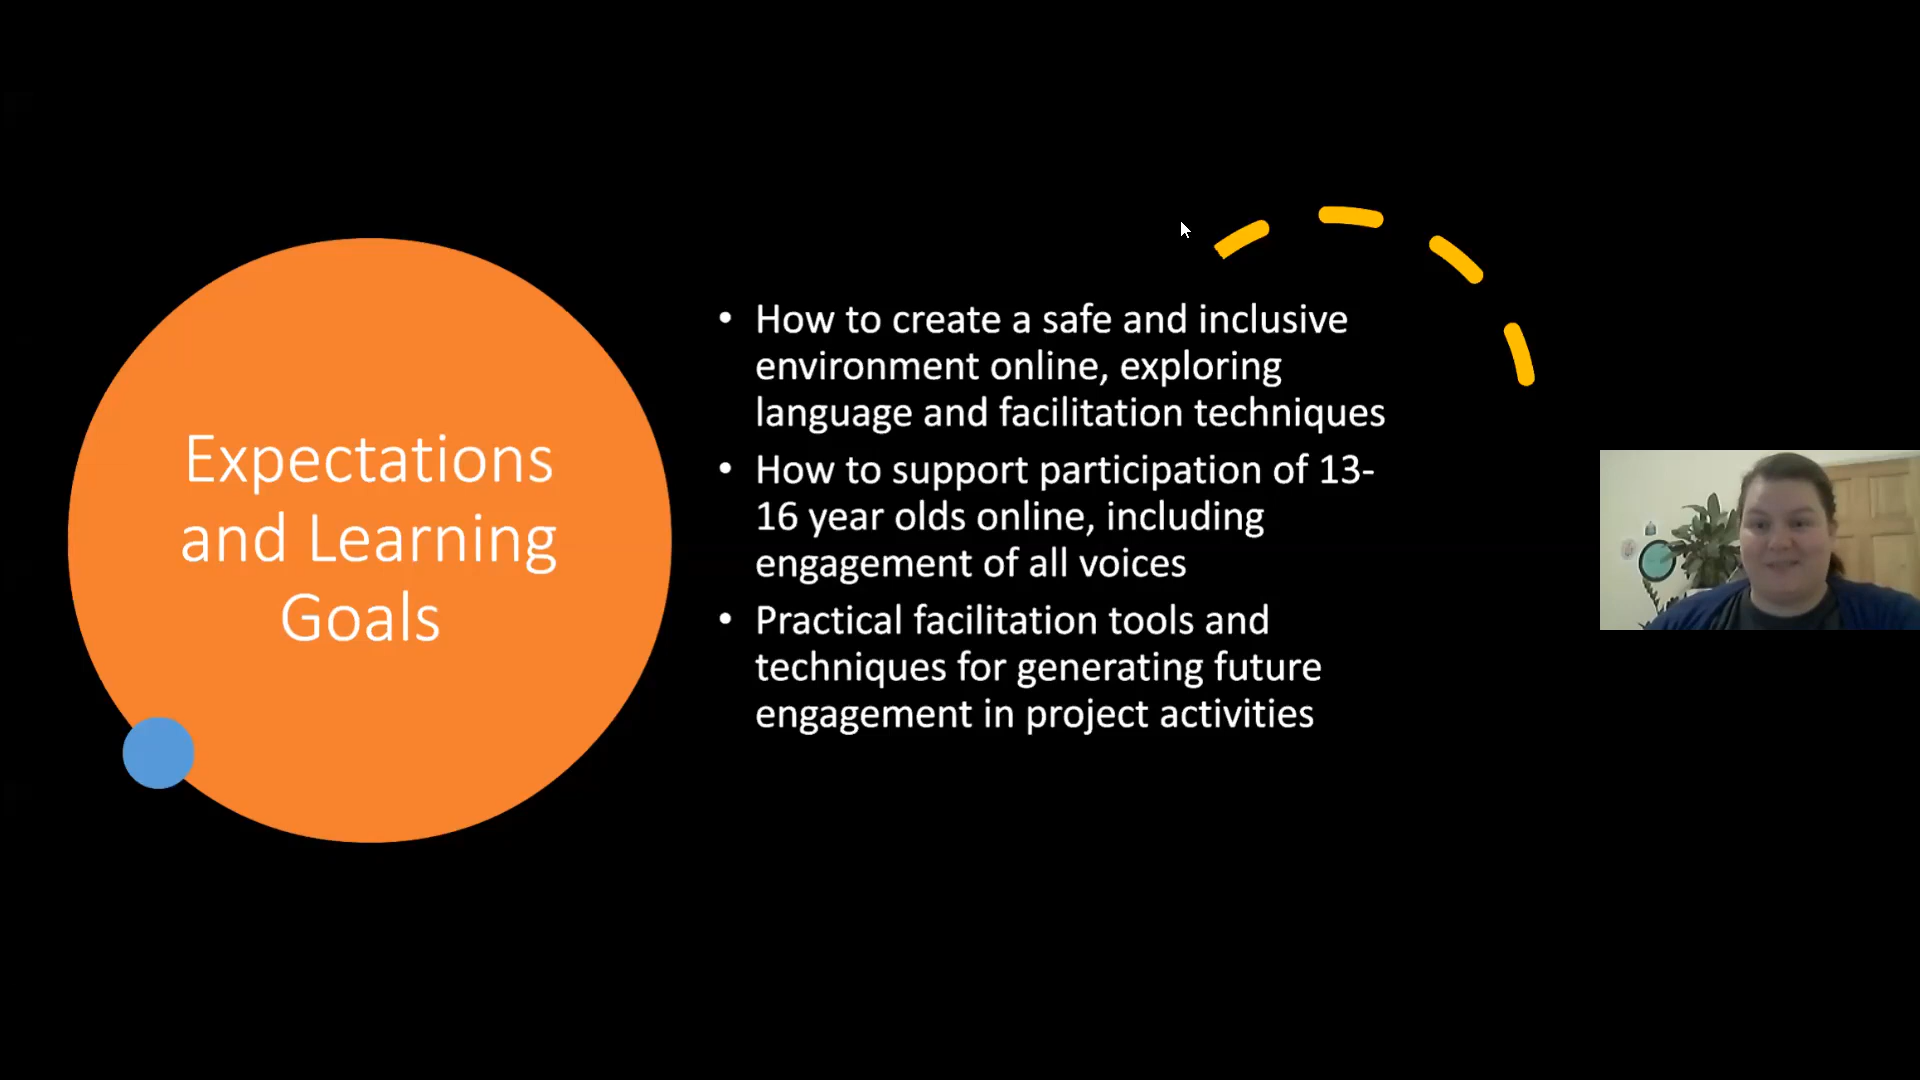 Expectations
and Learning
Goals
• How to create a safe and inclusive
environment online, exploring
language and facilitation techniques
• How to support participation of 13-
16 year olds online, including
engagement of all voices
• Practical facilitation tools and
techniques for generating future
engagement in project activities